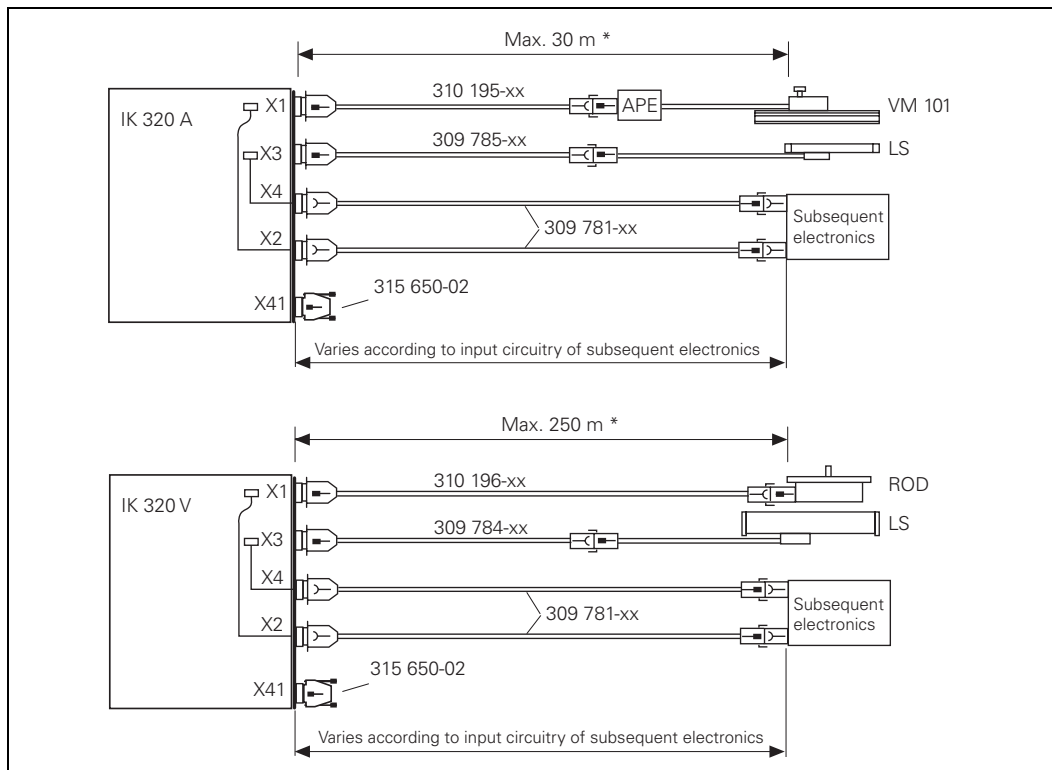 Max. 30 m *
310 195-xx
IK 320 A
X1
APE
VM 101
309 785-xx
X3
LS
X4
Subsequent
electronics
309 781-xx
X2
315 650-02
X41
Varies according to input circuitry of subsequent electronics
Max. 250 m *
310 196-xx
IK 320 V
X1
ROD
309 784-xx
LS
X3
X4
Subsequent
electronics
309 781-xx
X2
315 650-02
X41
Varies according to input circuitry of subsequent electronics